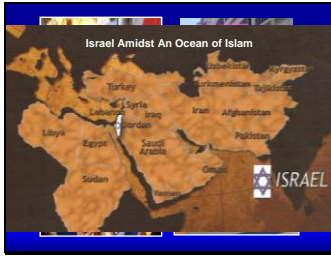 Israel Amidst An Ocean of Islam
Uzbekistan
Kyrgyzstan
Turkey
Turkmenistan
Tajikistan
Syria
Lebanon
Iraq
Iran
Afghanistan
Jordan
Libya
Egypt
Saudi
Arabia
Pakistan
Oman
ISRAEL
Sudan
Yemen